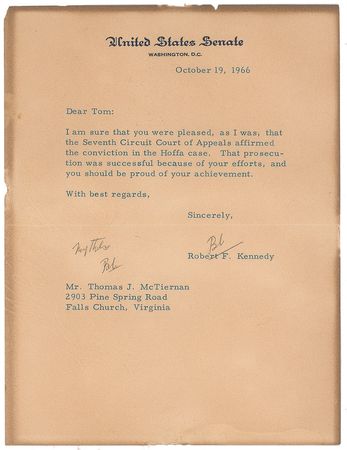 United States Senate
WASHINGTON, D.C.
October 19, 1966
Dear Tom:
I am sure that you were pleased, as I was, that
the Seventh Circuit Court of Appeals affirmed
the conviction in the Hoffa case. That prosecu-
tion was successful because of your efforts, and
you should be proud of your achievement.
With best regards,
Sincerely,
Bob
Robert F. Kennedy
Bob
Mr. Thomas J. McTiernan
2903 Pine Spring Road
Falls Church, Virginia